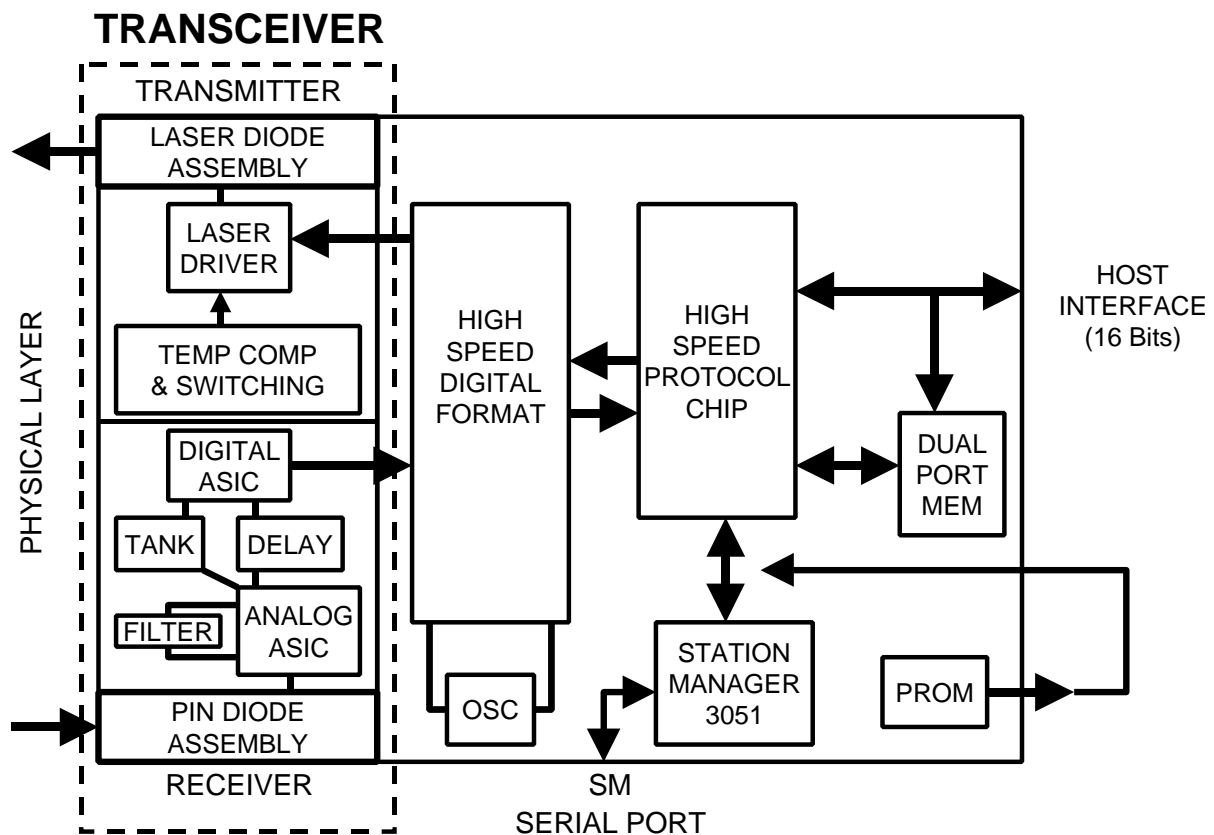 TRANSCEIVER
TRANSMITTER
LASER DIODE
ASSEMBLY
LASER
DRIVER
TEMP COMP
& SWITCHING
PHYSICAL LAYER
DIGITAL
ASIC
TANK
DELAY
FILTER
ANALOG
ASIC
PIN DIODE
ASSEMBLY
RECEIVER
HIGH
SPEED
DIGITAL
FORMAT
OSC
HIGH
SPEED
PROTOCOL
CHIP
HOST
INTERFACE
(16 Bits)
DUAL
PORT
MEM
STATION
MANAGER
3051
PROM
SM
SERIAL PORT